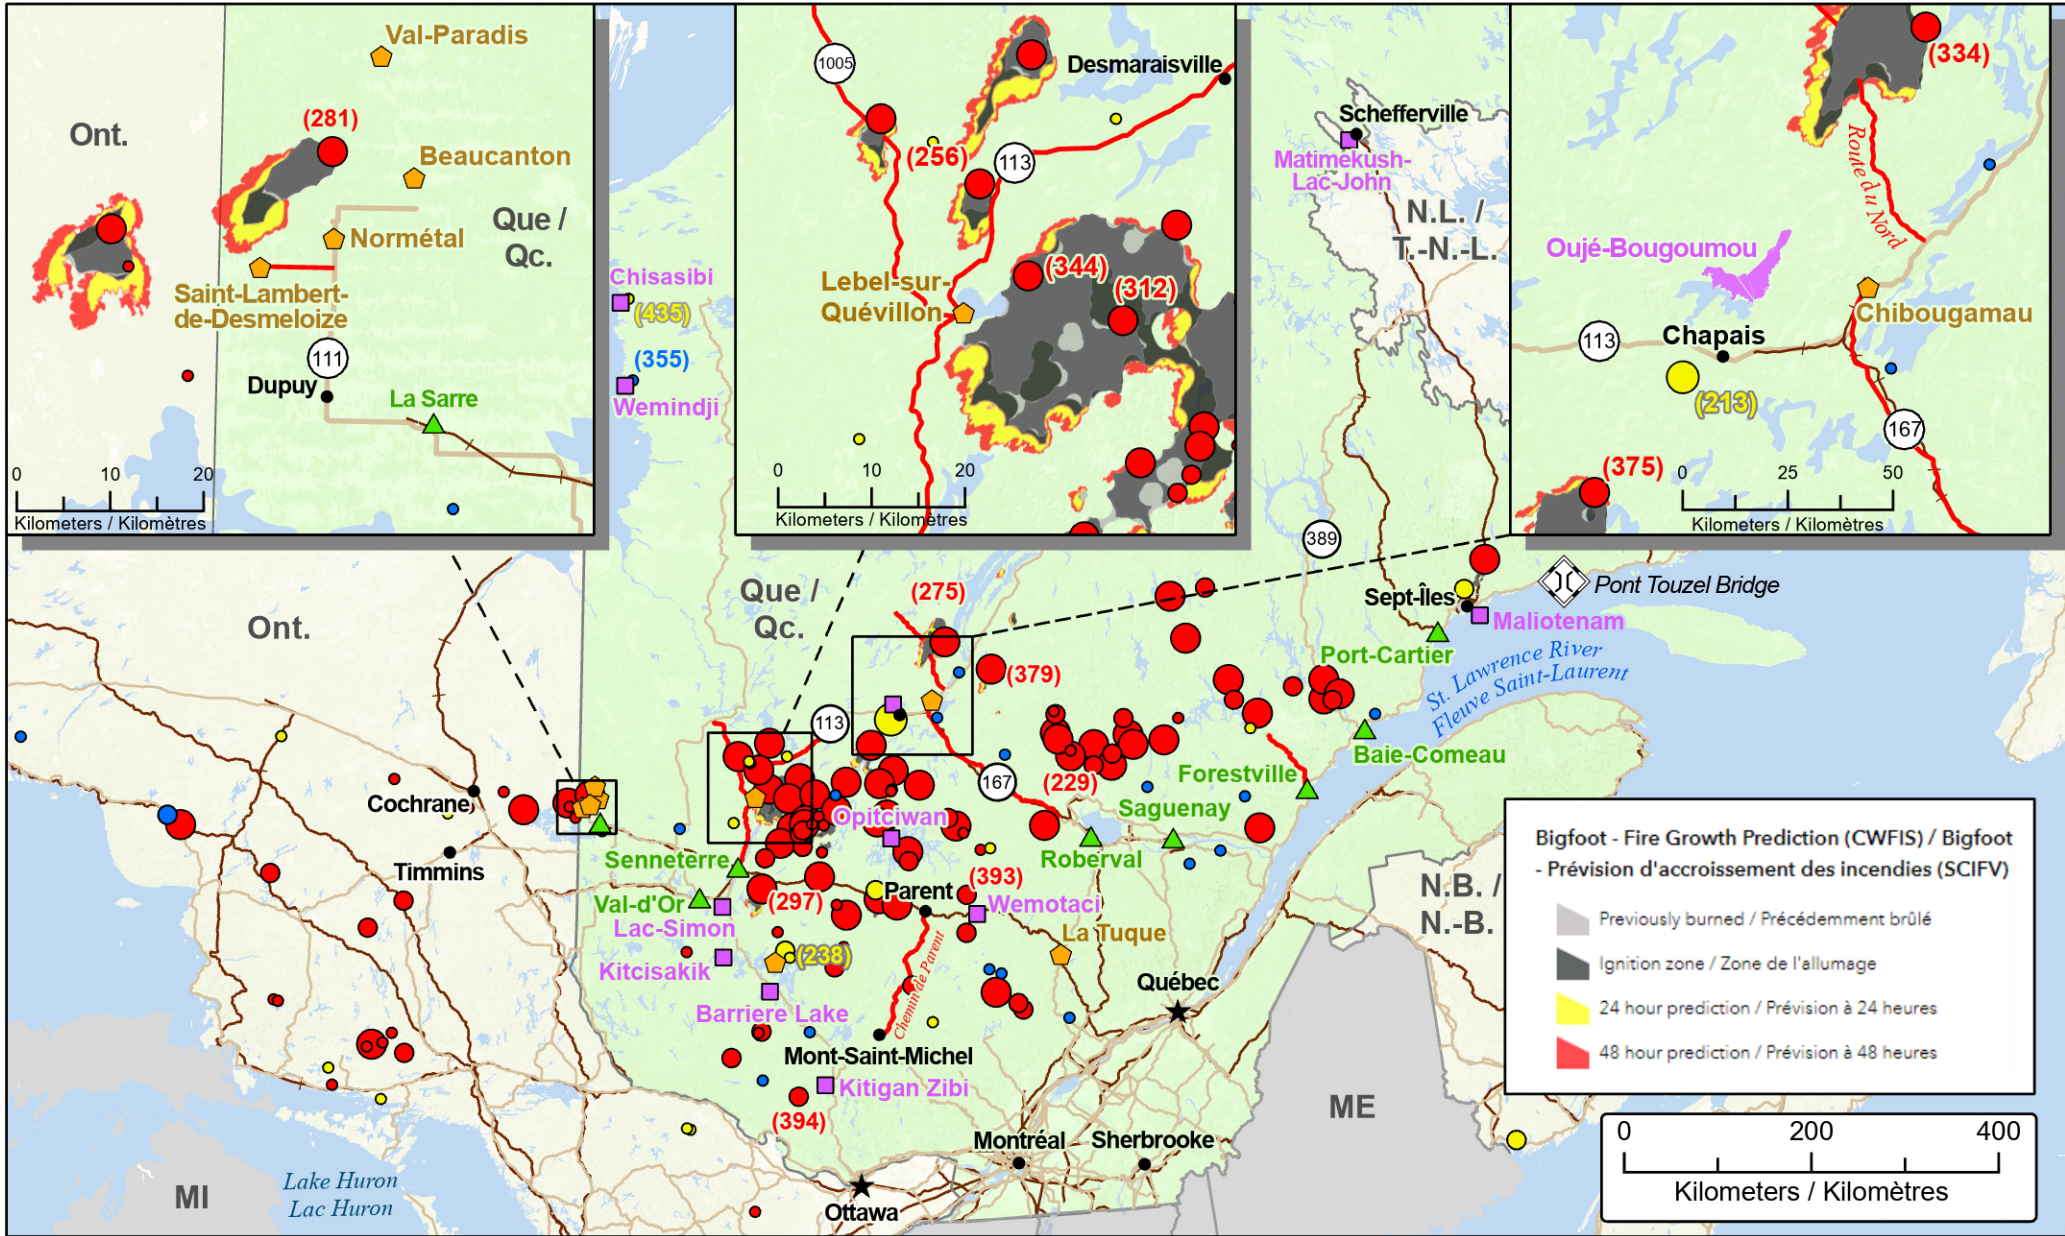 Ont.
Val-Paradis
(281)
Beaucanton
Que /
Qc.
Normétal
Saint-Lambert-
de-Desmeloize
111
Dupuy
La Sarre
0 10 20
Kilometers / Kilomètres
Chisasibi
(435)
(355)
Wemindji
1005
Desmaraisville
(256)
113
Lebel-sur-
Quévillon
(344)
(312)
0 10 20
Kilometers / Kilomètres
Schefferville
Matimekush-
Lac-John
N.L. /
T.-N.-L.
(334)
Route du Nord
Oujé-Bougoumou
Chibougamau
113
Chapais
(213)
167
(375)
0 25 50
Kilometers / Kilomètres
389
Pont Touzel Bridge
Sept-Îles
Maliotenam
Port-Cartier
St. Lawrence River
Fleuve Saint-Laurent
Baie-Comeau
Ont.
Que /
Qc.
(275)
(379)
113
167
(229)
Forestville
Saguenay
Roberval
Cochrane
Timmins
Opitciwan
Senneterre
(297)
Val-d'Or
Lac-Simon
Kitcisakik
(238)
Barriere Lake
Parent
(393)
Wemotaci
La Tuque
Chemin de Parent
Québec
Mont-Saint-Michel
Kitigan Zibi
(394)
Montréal
Sherbrooke
Ottawa
MI
Lake Huron
Lac Huron
ME
N.B. /
N.-B.
Bigfoot - Fire Growth Prediction (CWFIS) / Bigfoot
- Prévision d'accroissement des incendies (SCIFV)
Previously burned / Précédemment brûlé
Ignition zone / Zone de l'allumage
24 hour prediction / Prévision à 24 heures
48 hour prediction / Prévision à 48 heures
0 200 400
Kilometers / Kilomètres